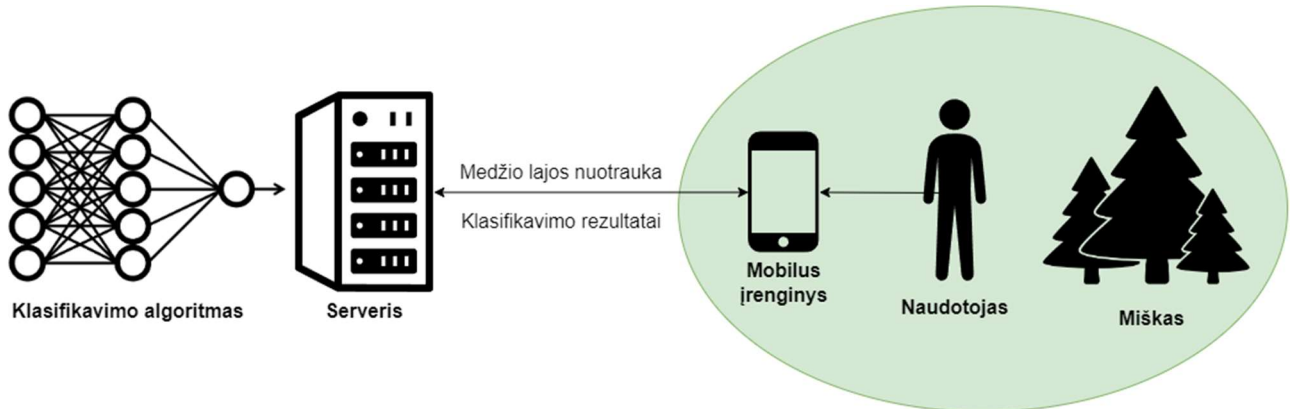 Medžio lajos nuotrauka
Klasifikavimo rezultatai
Klasifikavimo algoritmas
Serveris
Mobilus
įrenginys
Naudotojas
Miškas